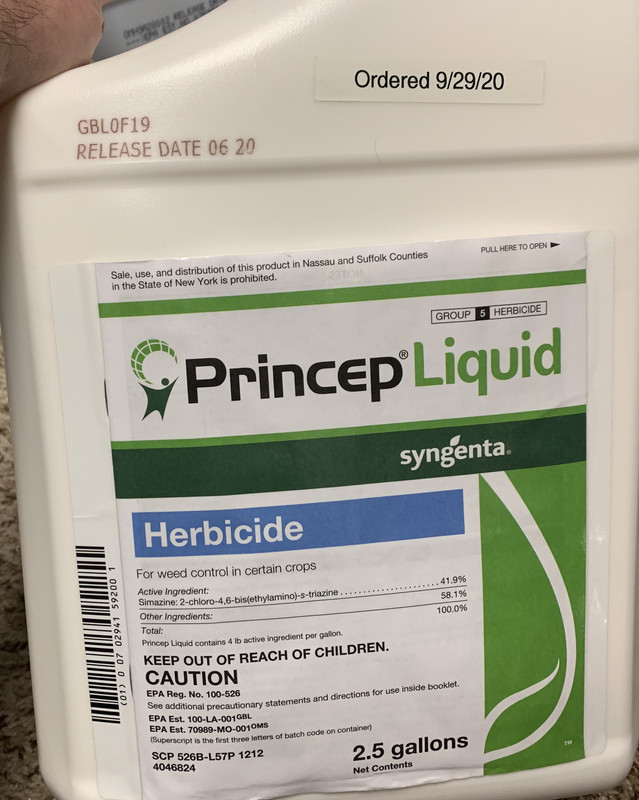 Ordered 9/29/20
GBL0F19
RELEASE DATE 06 20
PULL HERE TO OPEN ►
Sale, use, and distribution of this product in Nassau and Suffolk Counties
in the State of New York is prohibited.
GROUP 5 HERBICIDE
Princep® Liquid
syngenta®
Herbicide
For weed control in certain crops
Active Ingredient:
Simazine: 2-chloro-4,6-bis(ethylamino)-s-triazine . . . . . . . . . . . . . . . . . 41.9%
Other Ingredients: 58.1%
Total: 100.0%
Princep Liquid contains 4 lb active ingredient per gallon.
KEEP OUT OF REACH OF CHILDREN.
CAUTION
EPA Reg. No. 100-526
See additional precautionary statements and directions for use inside booklet.
EPA Est. 100-LA-001GBL
EPA Est. 70989-MO-001OMS
(Superscript is the first three letters of batch code on container)
SCP 526B-L57P 1212
4046824
2.5 gallons
Net Contents
TM
(01) 0 07 02941 59200 1